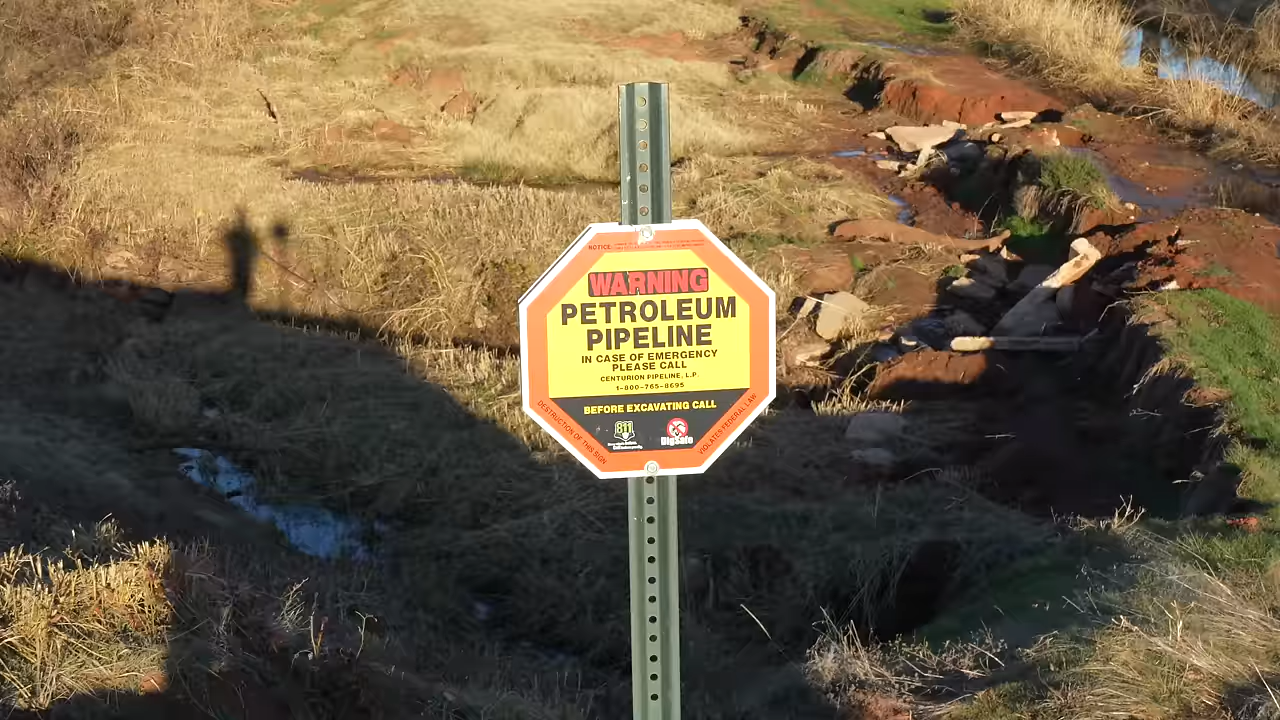 NOTICE:
WARNING
PETROLEUM
PIPELINE
IN CASE OF EMERGENCY
PLEASE CALL
CENTURION PIPELINE, L.P.
1-800-765-8695
BEFORE EXCAVATING CALL
811
DigSafe
DESTRUCTION OF THIS SIGN
VIOLATES FEDERAL LAW